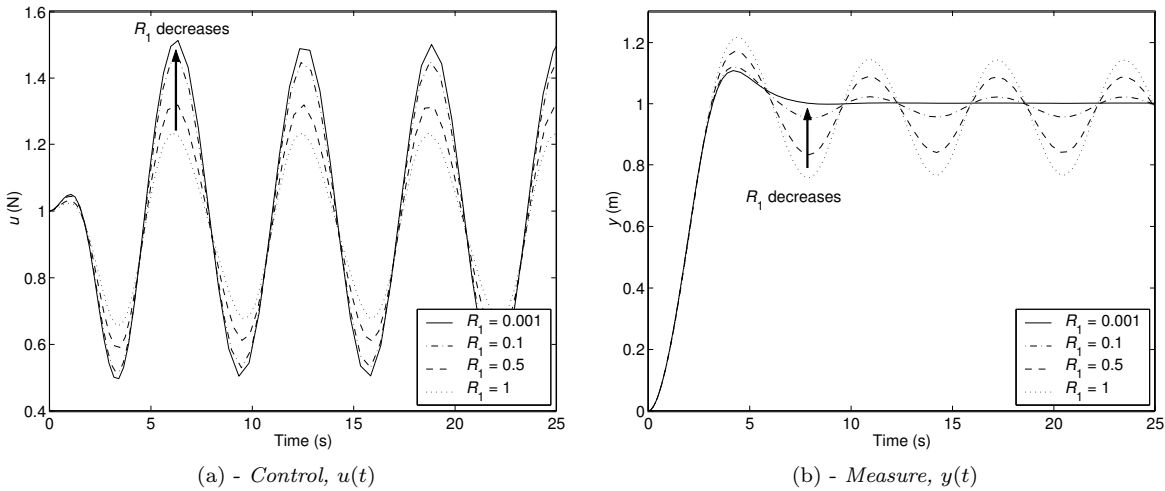 1.6
1.4
1.2
1
0.8
0.6
0.4
u (N)
0 5 10 15 20 25
Time (s)
R1 decreases
R1 = 0.001
R1 = 0.1
R1 = 0.5
R1 = 1
(a) - Control, u(t)
1.2
1
0.8
0.6
0.4
0.2
0
y (m)
0 5 10 15 20 25
Time (s)
R1 decreases
R1 = 0.001
R1 = 0.1
R1 = 0.5
R1 = 1
(b) - Measure, y(t)